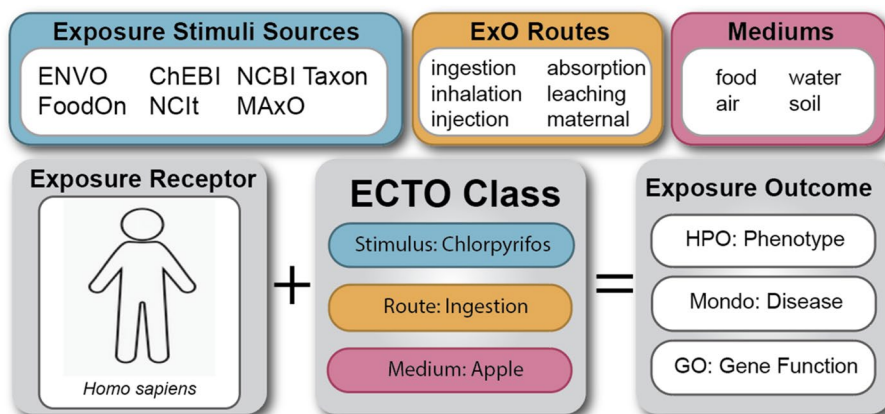 Exposure Stimuli Sources
ENVO ChEBI NCBI Taxon
FoodOn NCIt MAxO
ExO Routes
ingestion absorption
inhalation leaching
injection maternal
Mediums
food water
air soil
Exposure Receptor
Homo sapiens
+
ECTO Class
Stimulus: Chlorpyrifos
Route: Ingestion
Medium: Apple
=
Exposure Outcome
HPO: Phenotype
Mondo: Disease
GO: Gene Function